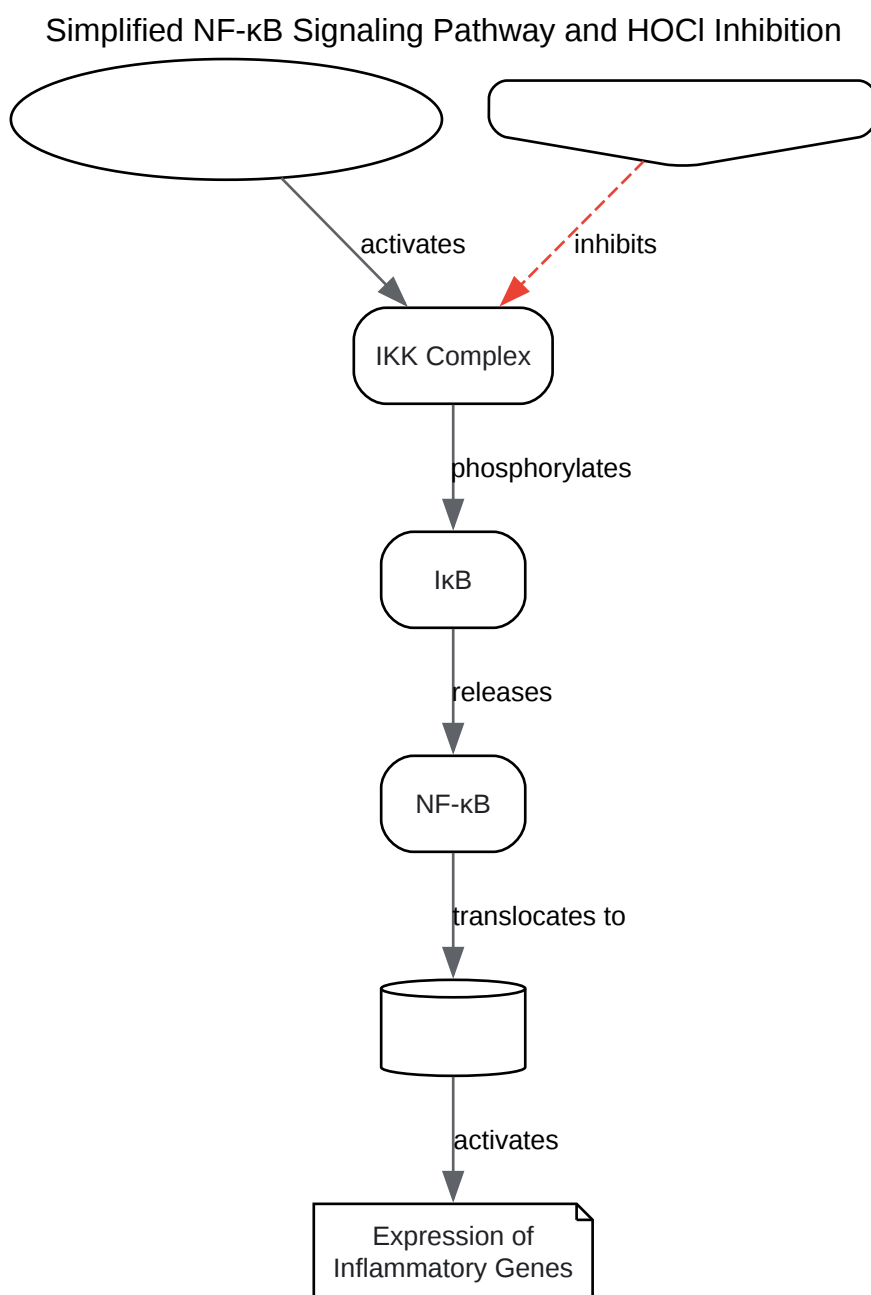 Simplified NF-κB Signaling Pathway and HOCl Inhibition
activates
inhibits
IKK Complex
phosphorylates
IκB
releases
NF-κB
translocates to
activates
Expression of
Inflammatory Genes